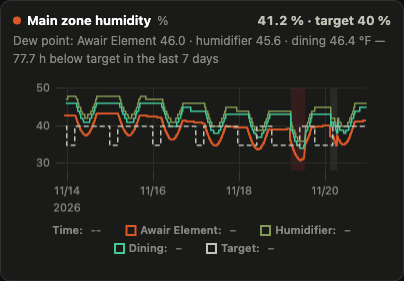 Main zone humidity % 41.2 % · target 40 %
Dew point: Awair Element 46.0 · humidifier 45.6 · dining 46.4 °F —
77.7 h below target in the last 7 days
50
40
30
11/14 11/16 11/18 11/20
2026
Time: -- Awair Element: – Humidifier: –
Dining: – Target: –